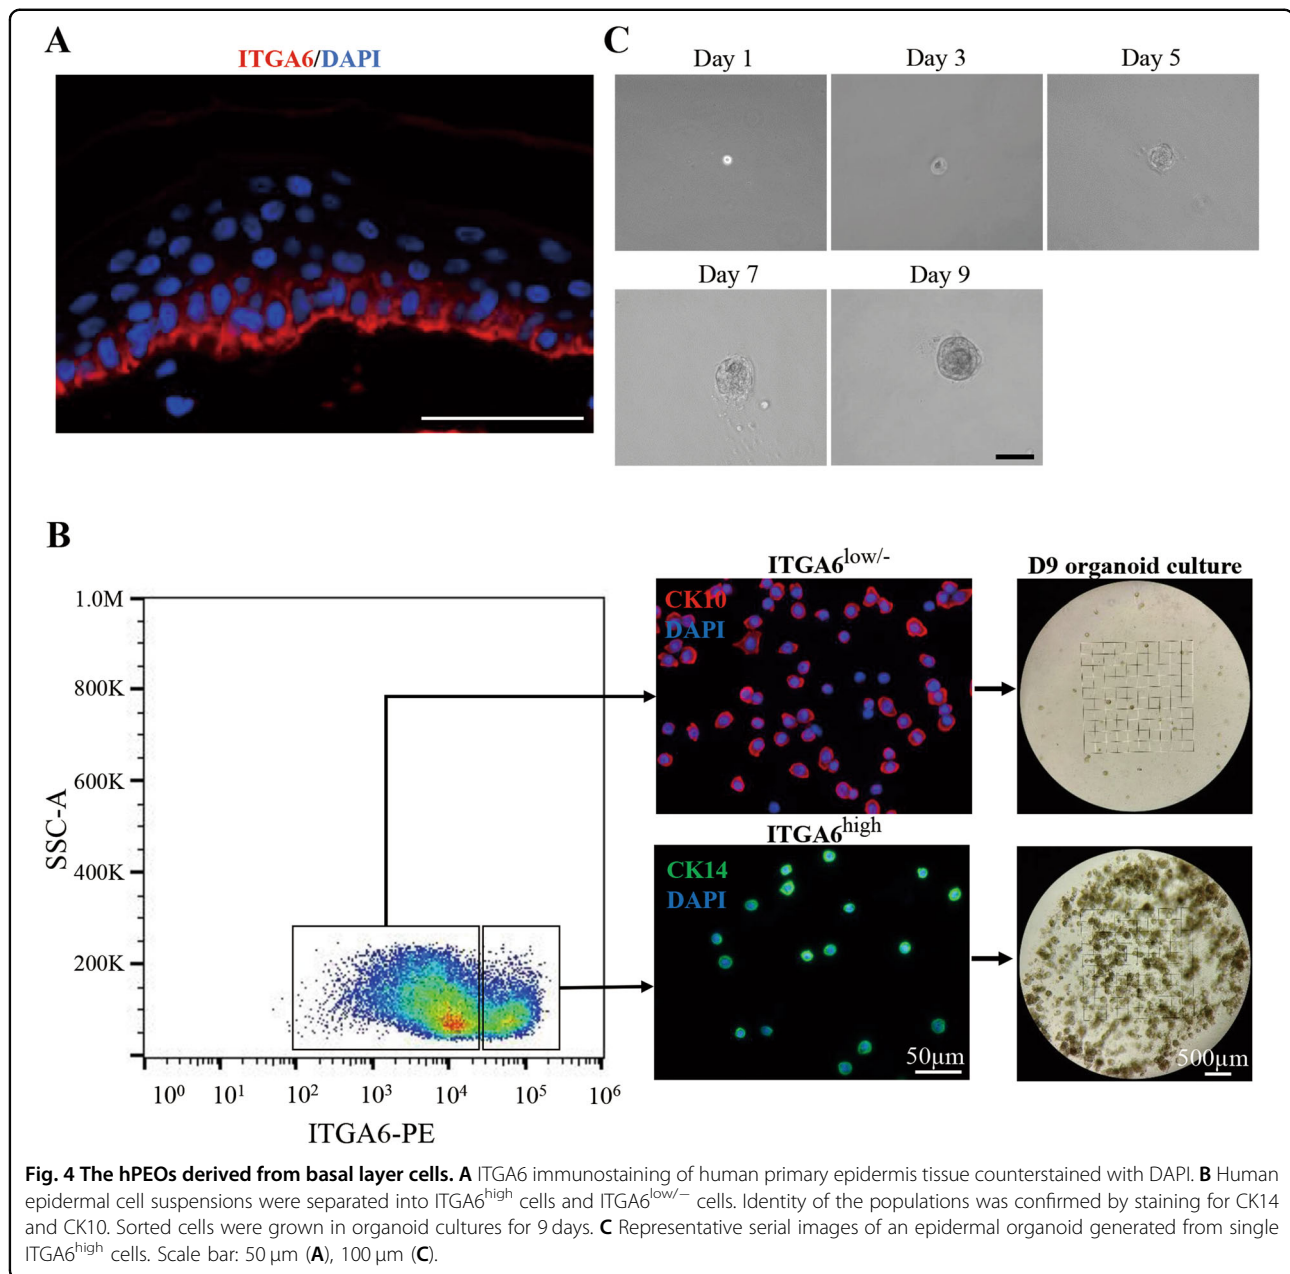 A
ITGA6/DAPI
C
Day 1
Day 3
Day 5
Day 7
Day 9
B
1.0M
800K
600K
400K
200K
SSC-A
10⁰ 10¹ 10² 10³ 10⁴ 10⁵ 10⁶
ITGA6-PE
ITGA6low/-
CK10
DAPI
D9 organoid culture
ITGA6high
CK14
DAPI
50μm
500μm
Fig. 4 The hPEOs derived from basal layer cells. A ITGA6 immunostaining of human primary epidermis tissue counterstained with DAPI. B Human
epidermal cell suspensions were separated into ITGA6high cells and ITGA6low/− cells. Identity of the populations was confirmed by staining for CK14
and CK10. Sorted cells were grown in organoid cultures for 9 days. C Representative serial images of an epidermal organoid generated from single
ITGA6high cells. Scale bar: 50 μm (A), 100 μm (C).